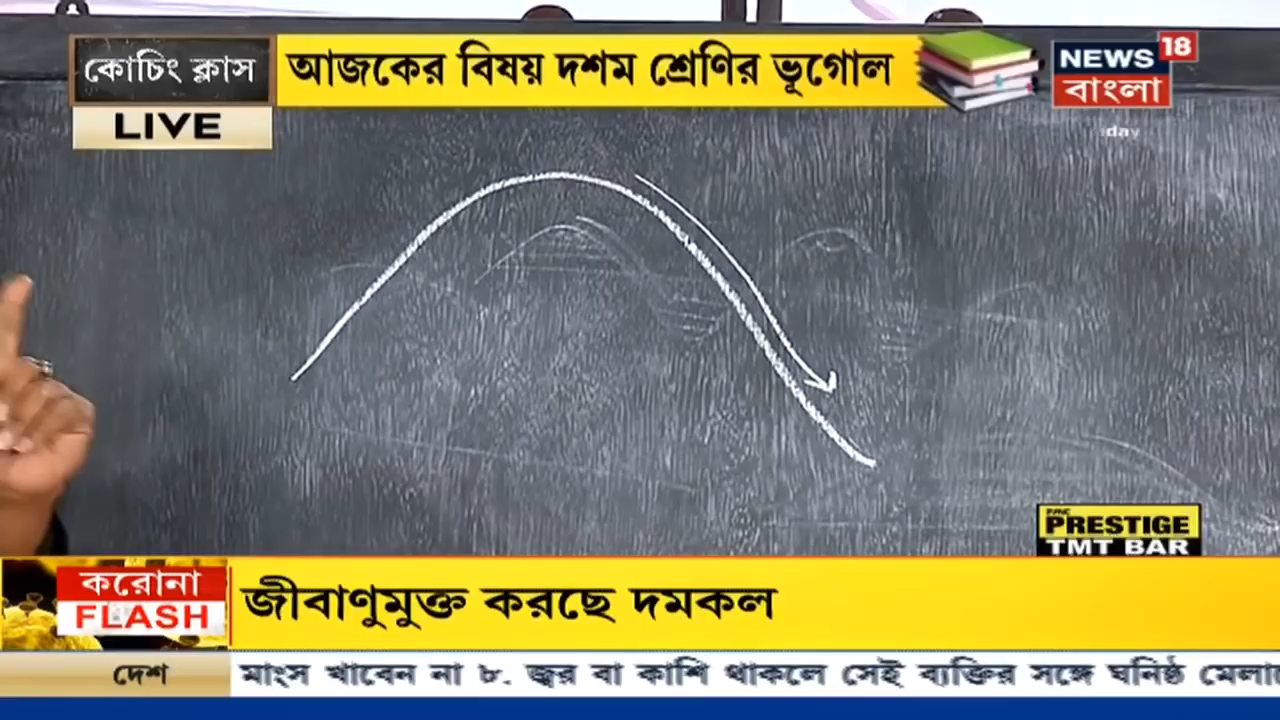 কোচিং ক্লাস
LIVE
আজকের বিষয় দশম শ্রেণির ভূগোল
NEWS 18
বাংলা
PRESTIGE
TMT BAR
করোনা
FLASH
জীবাণুমুক্ত করছে দমকল
দেশ
মাংস খাবেন না ৮. জ্বর বা কাশি থাকলে সেই ব্যক্তির সঙ্গে ঘনিষ্ঠ